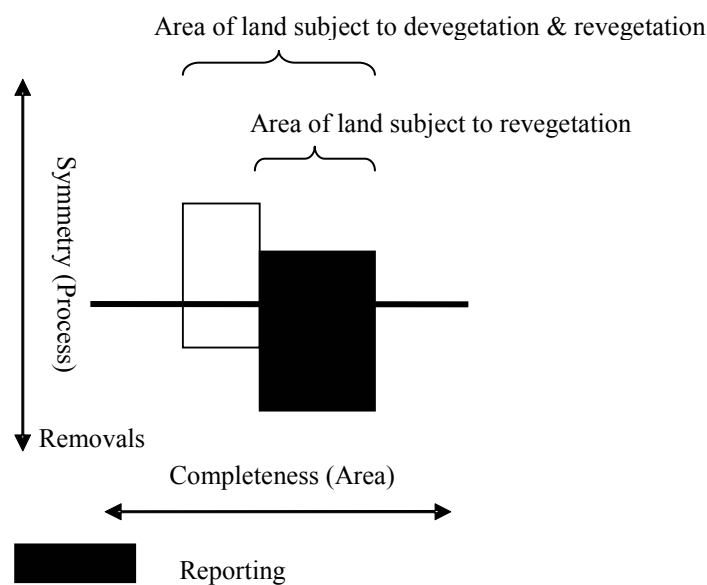 Area of land subject to devegetation & revegetation
Area of land subject to revegetation
Symmetry (Process)
Removals
Completeness (Area)
Reporting